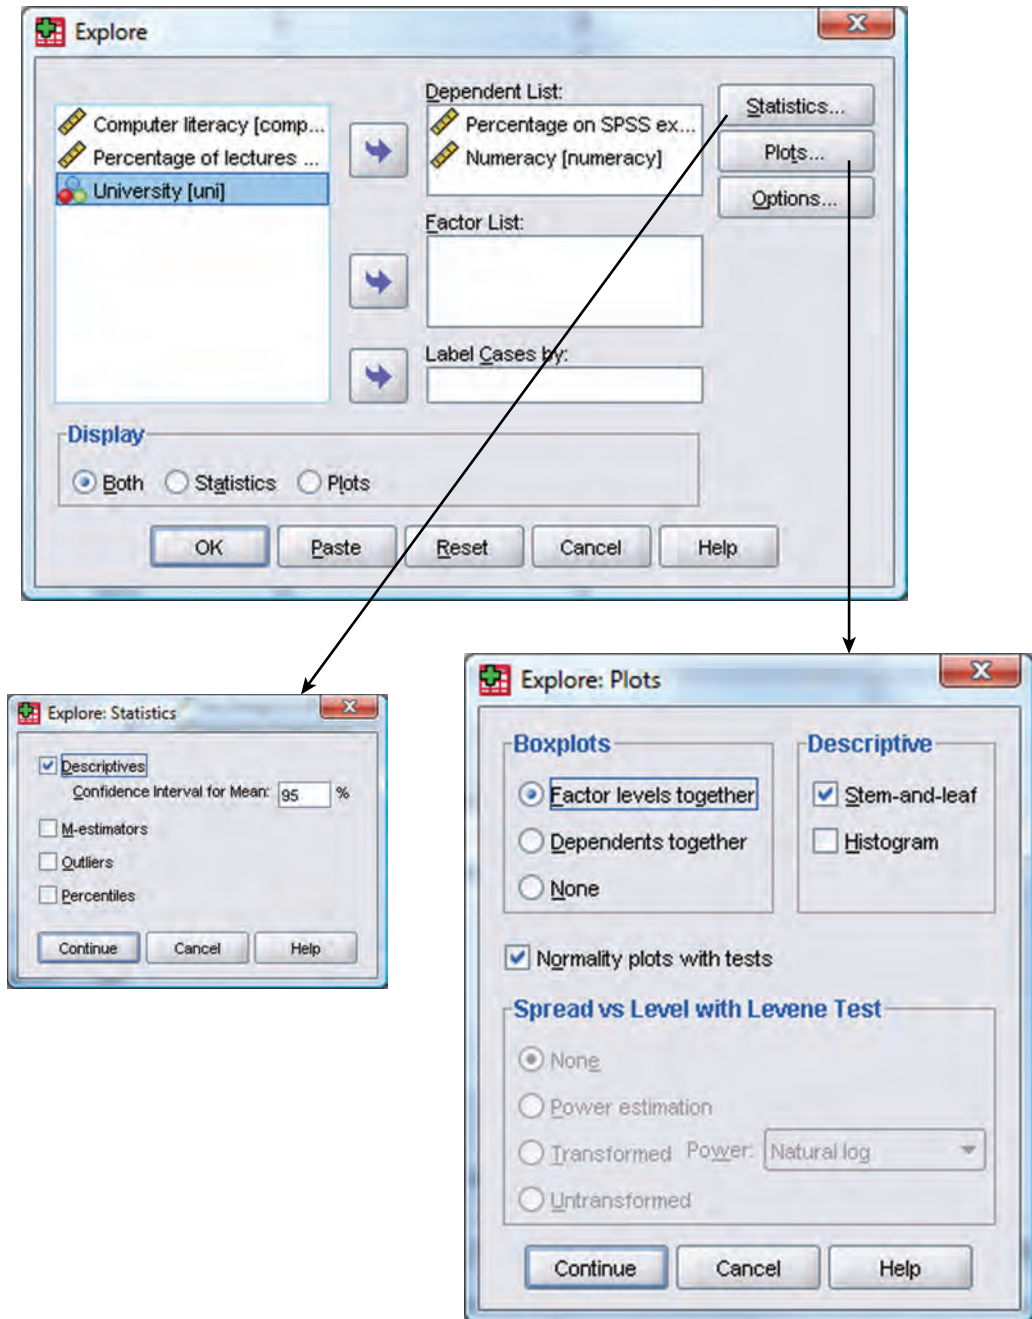 Explore
Dependent List:
Statistics...
Computer literacy [comp...
Percentage on SPSS ex...
Percentage of lectures ...
Numeracy [numeracy]
Plots...
University [uni]
Options...
Factor List:
Label Cases by:
Display
Both Statistics Plots
OK Paste Reset Cancel Help
Explore: Statistics
Descriptives
Confidence Interval for Mean: 95 %
M-estimators
Outliers
Percentiles
Continue Cancel Help
Explore: Plots
Boxplots
Factor levels together
Dependents together
None
Descriptive
Stem-and-leaf
Histogram
Normality plots with tests
Spread vs Level with Levene Test
None
Power estimation
Transformed Power: Natural log
Untransformed
Continue Cancel Help